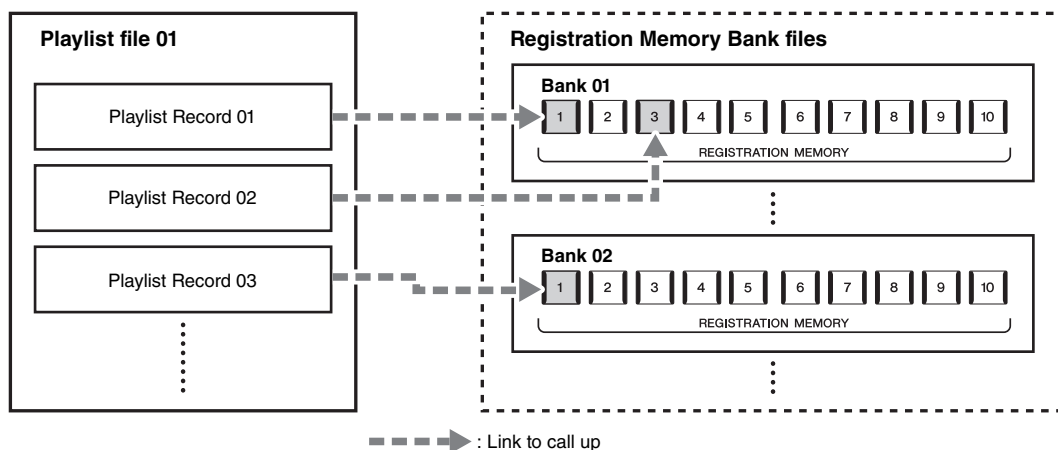 Playlist file 01
Playlist Record 01
Playlist Record 02
Playlist Record 03
Registration Memory Bank files
Bank 01
1 2 3 4 5 6 7 8 9 10
REGISTRATION MEMORY
Bank 02
1 2 3 4 5 6 7 8 9 10
REGISTRATION MEMORY
: Link to call up